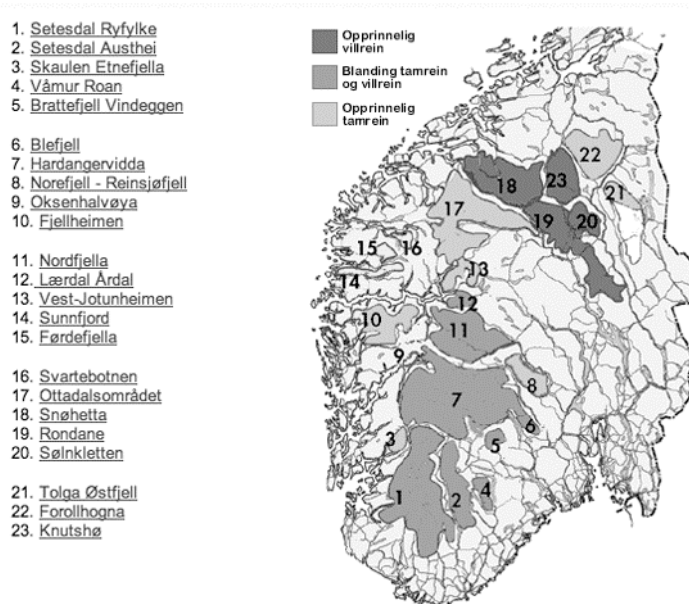 1. Setesdal Ryfylke
2. Setesdal Austhei
3. Skaulen Etnefjella
4. Våmur Roan
5. Brattefjell Vindeggen
6. Blefjell
7. Hardangervidda
8. Norefjell - Reinsjøfjell
9. Oksenhalvøya
10. Fjellheimen
11. Nordfjella
12. Lærdal Årdal
13. Vest-Jotunheimen
14. Sunnfjord
15. Førdefjella
16. Svartebotnen
17. Ottadalsområdet
18. Snøhetta
19. Rondane
20. Sølnkletten
21. Tolga Østfjell
22. Forollhogna
23. Knutshø
Opprinnelig
villrein
Blanding tamrein
og villrein
Opprinnelig
tamrein
22
18
23
21
17
19
20
15
16
13
14
12
10
11
9
8
7
6
3
5
4
1
2